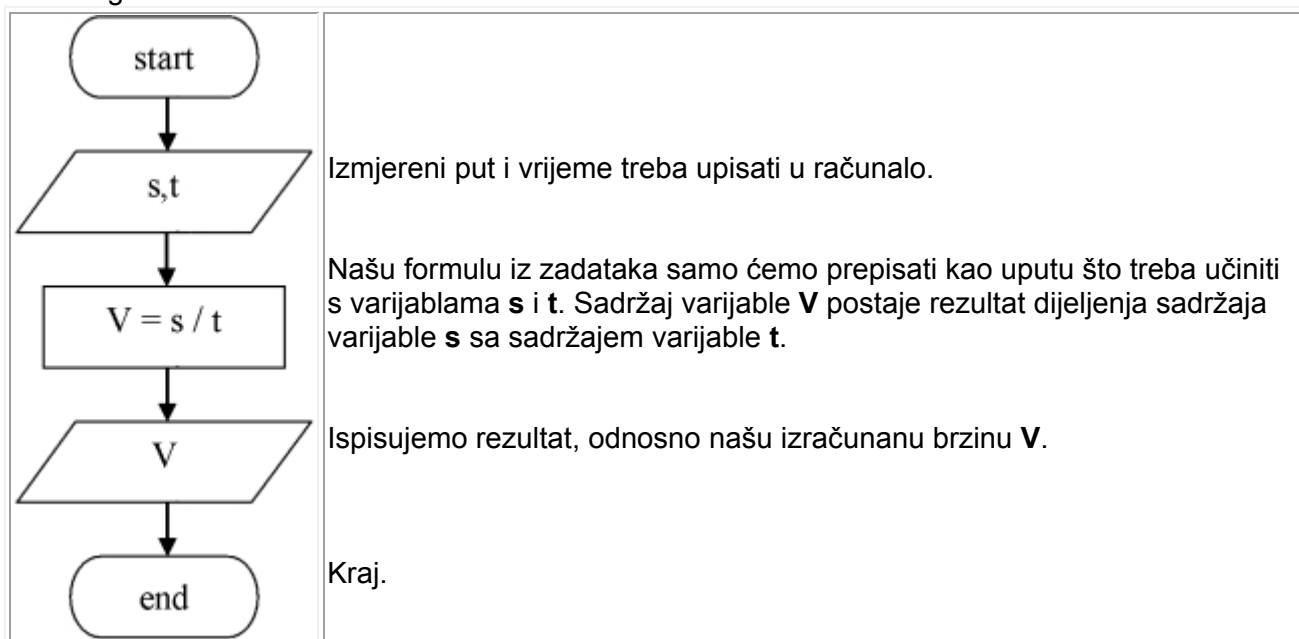 start
s,t
Izmjereni put i vrijeme treba upisati u računalo.
V = s / t
Našu formulu iz zadataka samo ćemo prepisati kao uputu što treba učiniti
s varijablama s i t. Sadržaj varijable V postaje rezultat dijeljenja sadržaja
varijable s sa sadržajem varijable t.
V
Ispisujemo rezultat, odnosno našu izračunanu brzinu V.
end
Kraj.